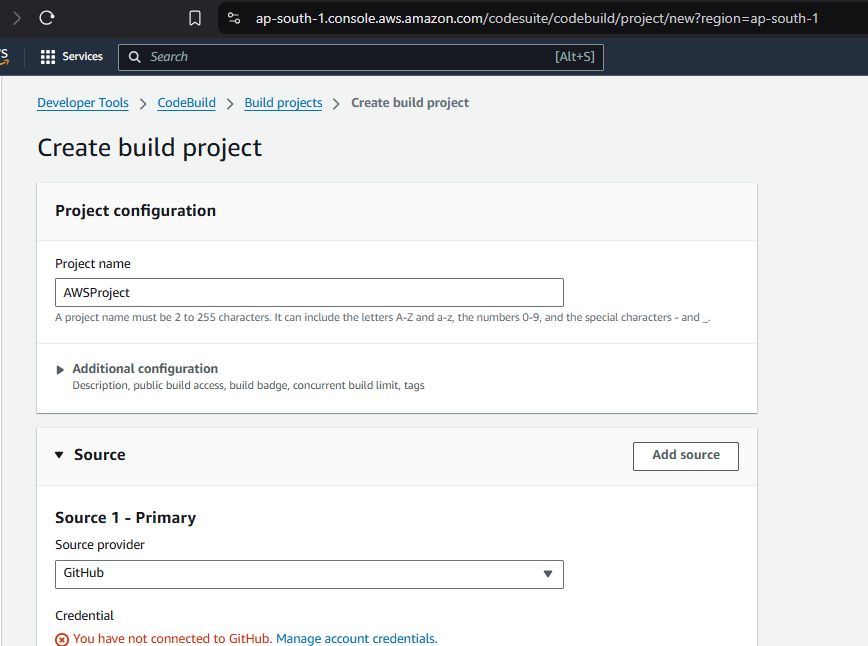 ap-south-1.console.aws.amazon.com/codesuite/codebuild/project/new?region=ap-south-1
Services
Search
[Alt+S]
Developer Tools > CodeBuild > Build projects > Create build project
Create build project
Project configuration
Project name
AWSProject
A project name must be 2 to 255 characters. It can include the letters A-Z and a-z, the numbers 0-9, and the special characters - and _.
Additional configuration
Description, public build access, build badge, concurrent build limit, tags
Source
Add source
Source 1 - Primary
Source provider
GitHub
Credential
You have not connected to GitHub. Manage account credentials.